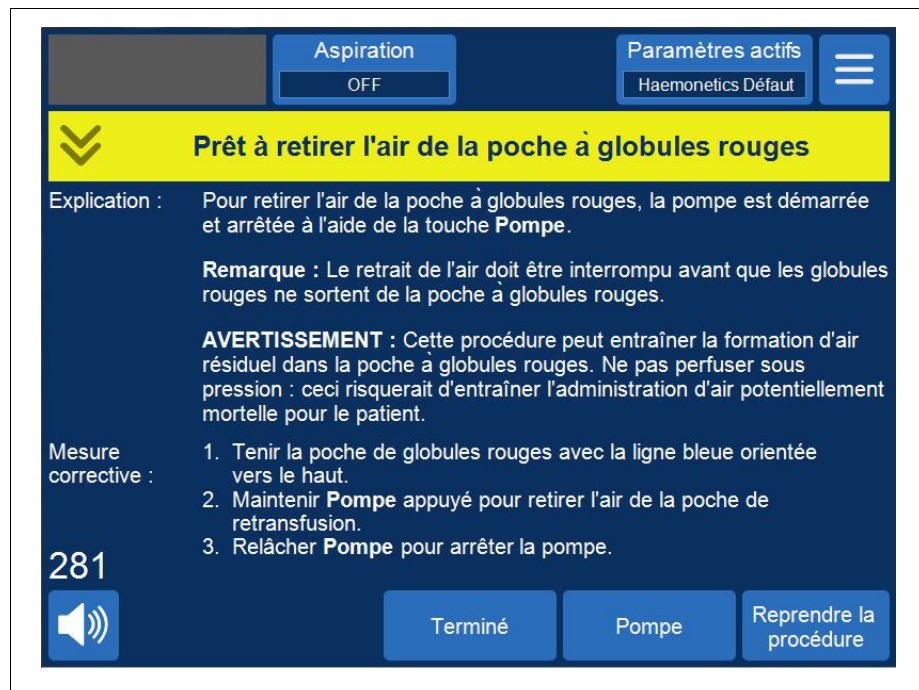 Aspiration
OFF
Paramètres actifs
Haemonetics Défaut
Prêt à retirer l'air de la poche à globules rouges
Explication :
Pour retirer l'air de la poche à globules rouges, la pompe est démarrée
et arrêtée à l'aide de la touche Pompe.
Remarque : Le retrait de l'air doit être interrompu avant que les globules
rouges ne sortent de la poche à globules rouges.
AVERTISSEMENT : Cette procédure peut entraîner la formation d'air
résiduel dans la poche à globules rouges. Ne pas perfuser sous
pression : ceci risquerait d'entraîner l'administration d'air potentiellement
mortelle pour le patient.
Mesure
corrective :
1. Tenir la poche de globules rouges avec la ligne bleue orientée
vers le haut.
2. Maintenir Pompe appuyé pour retirer l'air de la poche de
retransfusion.
3. Relâcher Pompe pour arrêter la pompe.
281
Terminé
Pompe
Reprendre la
procédure